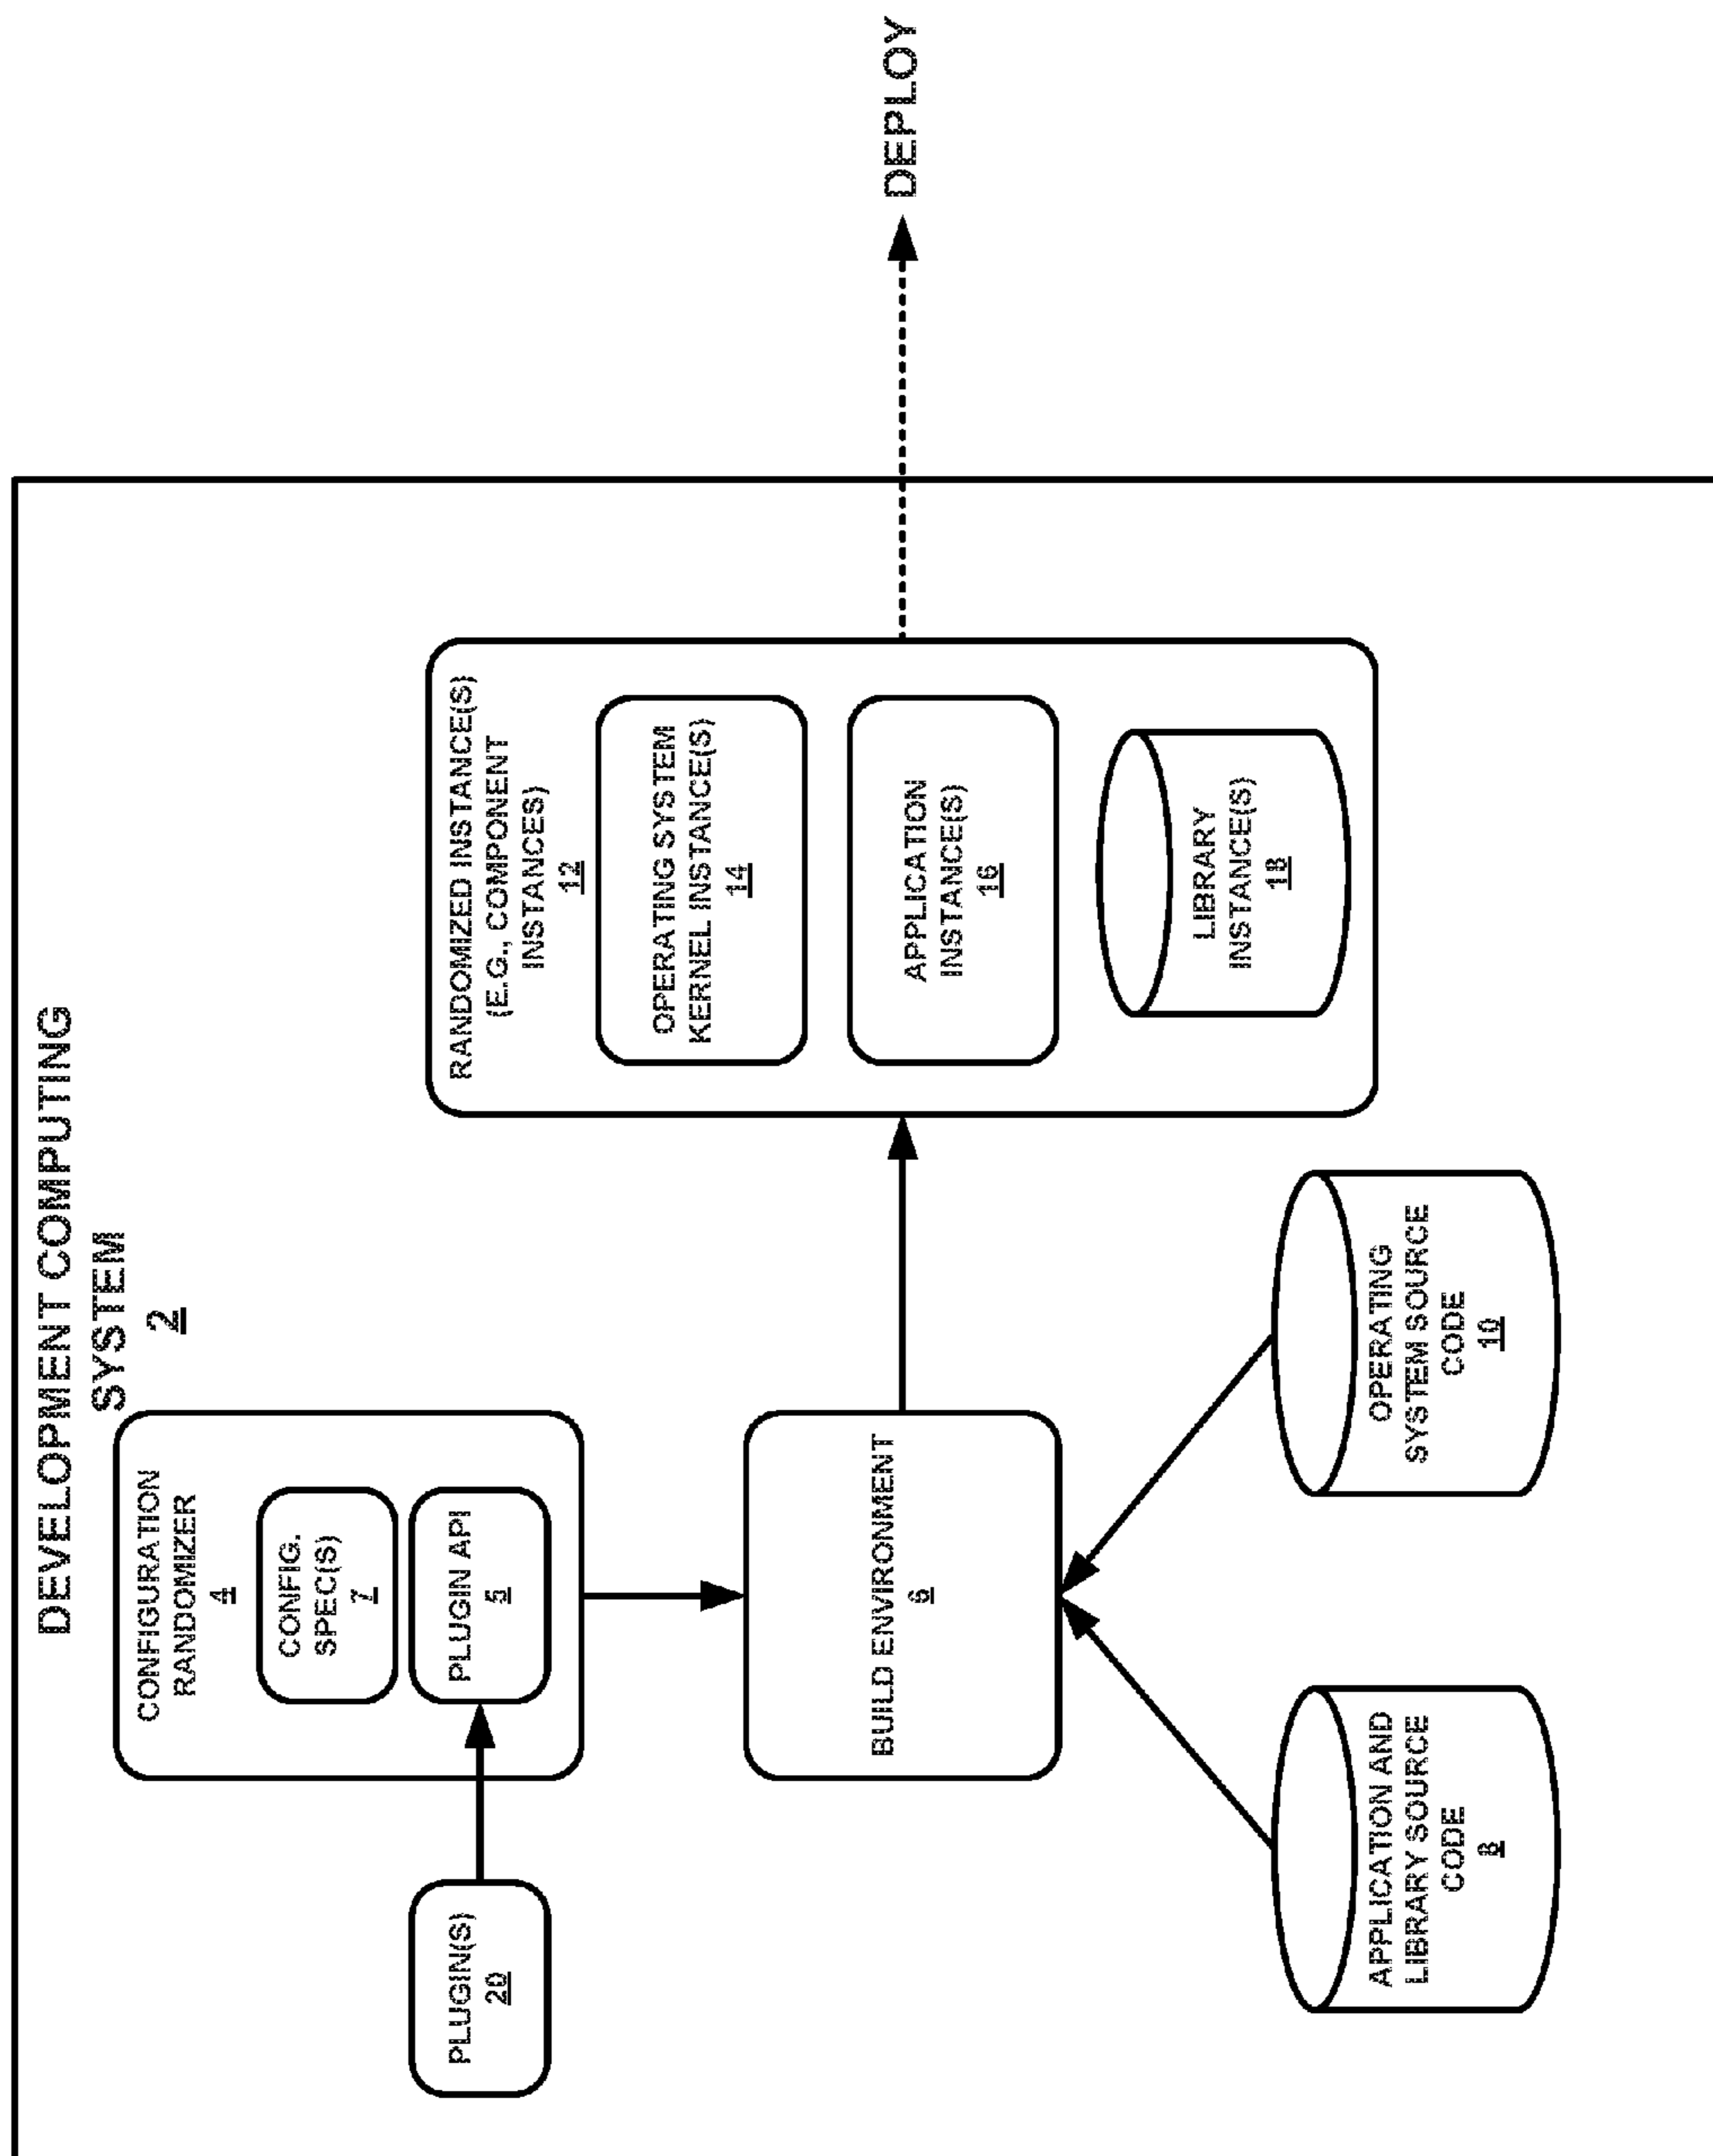 DEVELOPMENT COMPUTING
SYSTEM
2
CONFIGURATION
RANDOMIZER
4
CONFIG.
SPEC(S)
7
PLUGIN API
5
PLUGIN(S)
20
BUILD ENVIRONMENT
6
APPLICATION AND
LIBRARY SOURCE
CODE
8
OPERATING
SYSTEM SOURCE
CODE
10
RANDOMIZED INSTANCE(S)
(E.G., COMPONENT
INSTANCES)
12
OPERATING SYSTEM
KERNEL INSTANCE(S)
14
APPLICATION
INSTANCE(S)
16
LIBRARY
INSTANCE(S)
18
DEPLOY